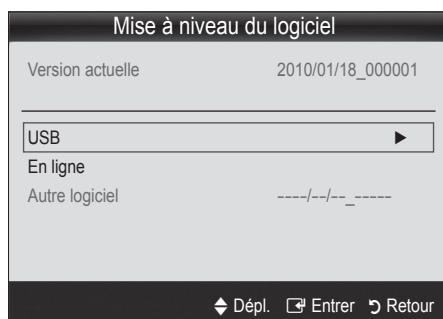 Mise à niveau du logiciel
Version actuelle 2010/01/18_000001
USB ►
En ligne
Autre logiciel ----/--/--_-----
Dépl. Entrer Retour